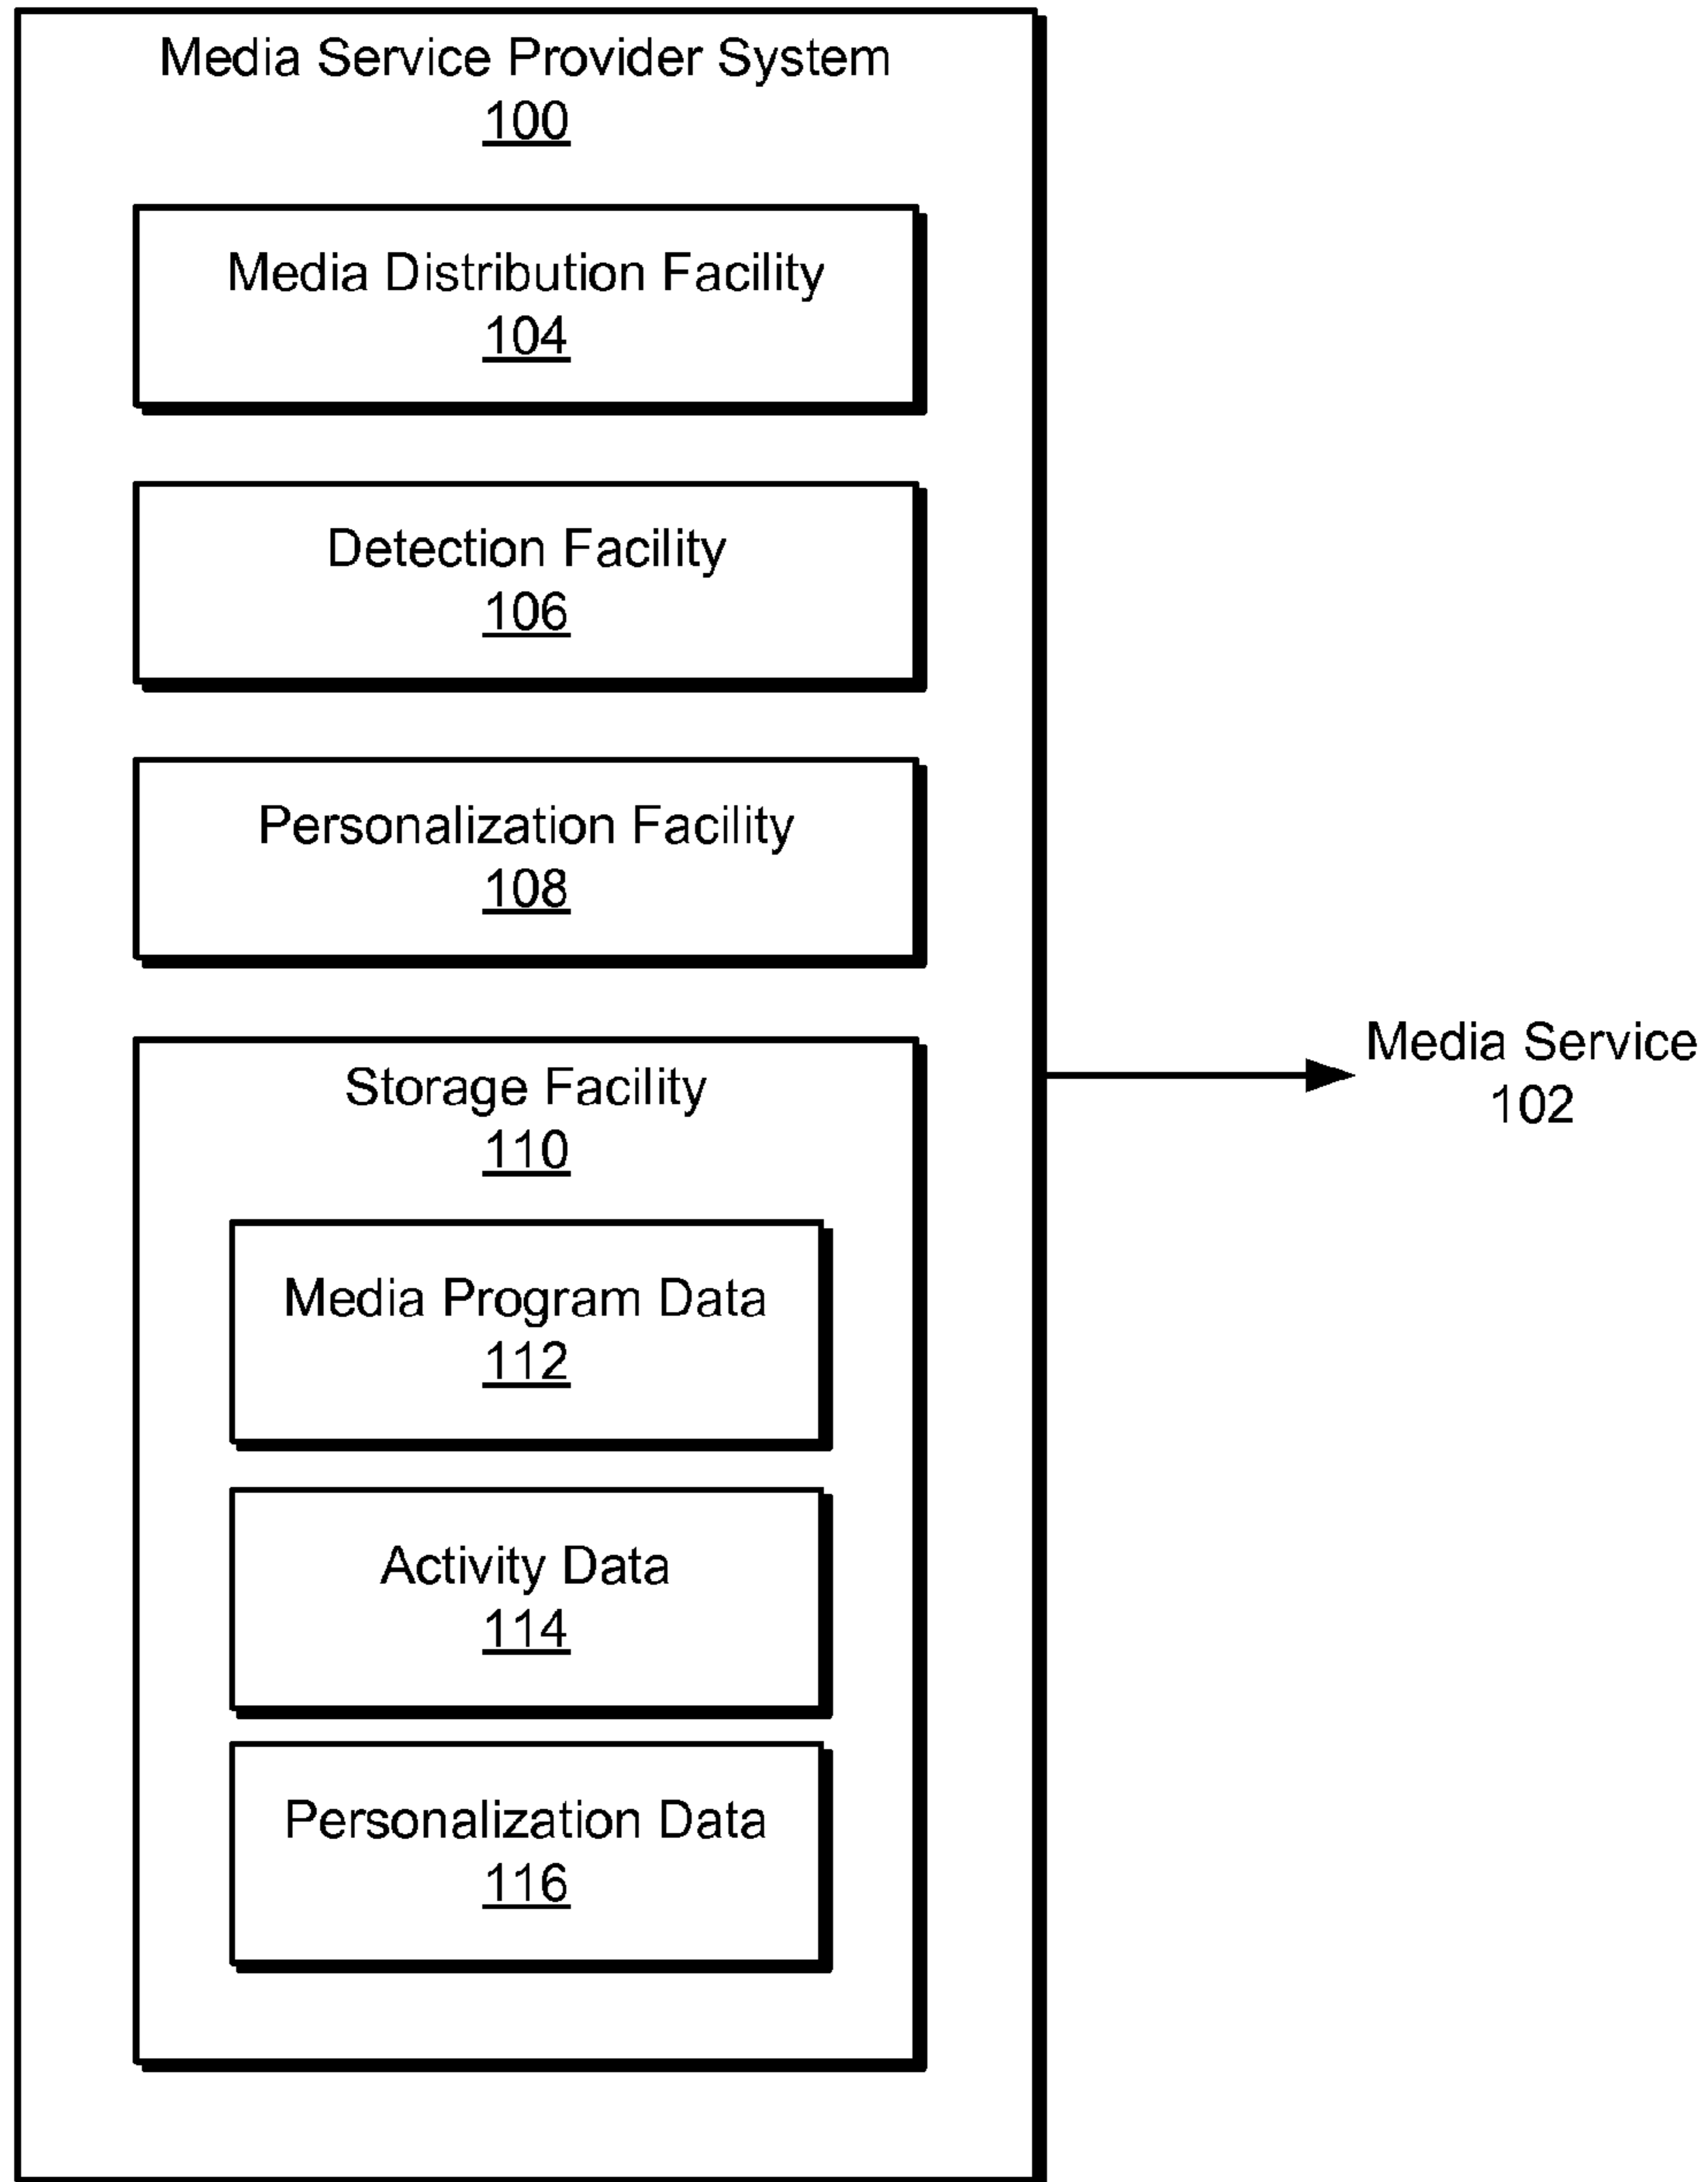 Media Service Provider System
100
Media Distribution Facility
104
Detection Facility
106
Personalization Facility
108
Storage Facility
110
Media Program Data
112
Activity Data
114
Personalization Data
116
Media Service
102